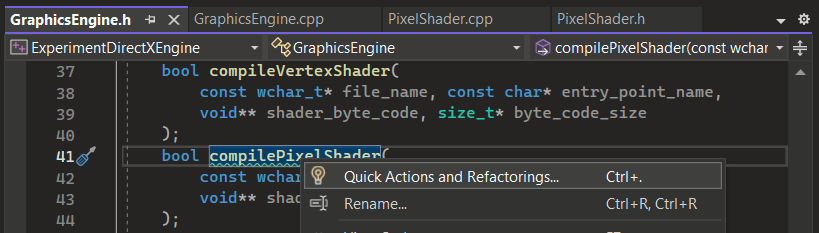 GraphicsEngine.h GraphicsEngine.cpp PixelShader.cpp PixelShader.h
ExperimentDirectXEngine GraphicsEngine compilePixelShader(const wchar
37 bool compileVertexShader(
38 const wchar_t* file_name, const char* entry_point_name,
39 void** shader_byte_code, size_t* byte_code_size
40 );
41 bool compilePixelShader(
42 const wchar
Quick Actions and Refactorings... Ctrl+.
43 void** sha
Rename... Ctrl+R, Ctrl+R
44 );